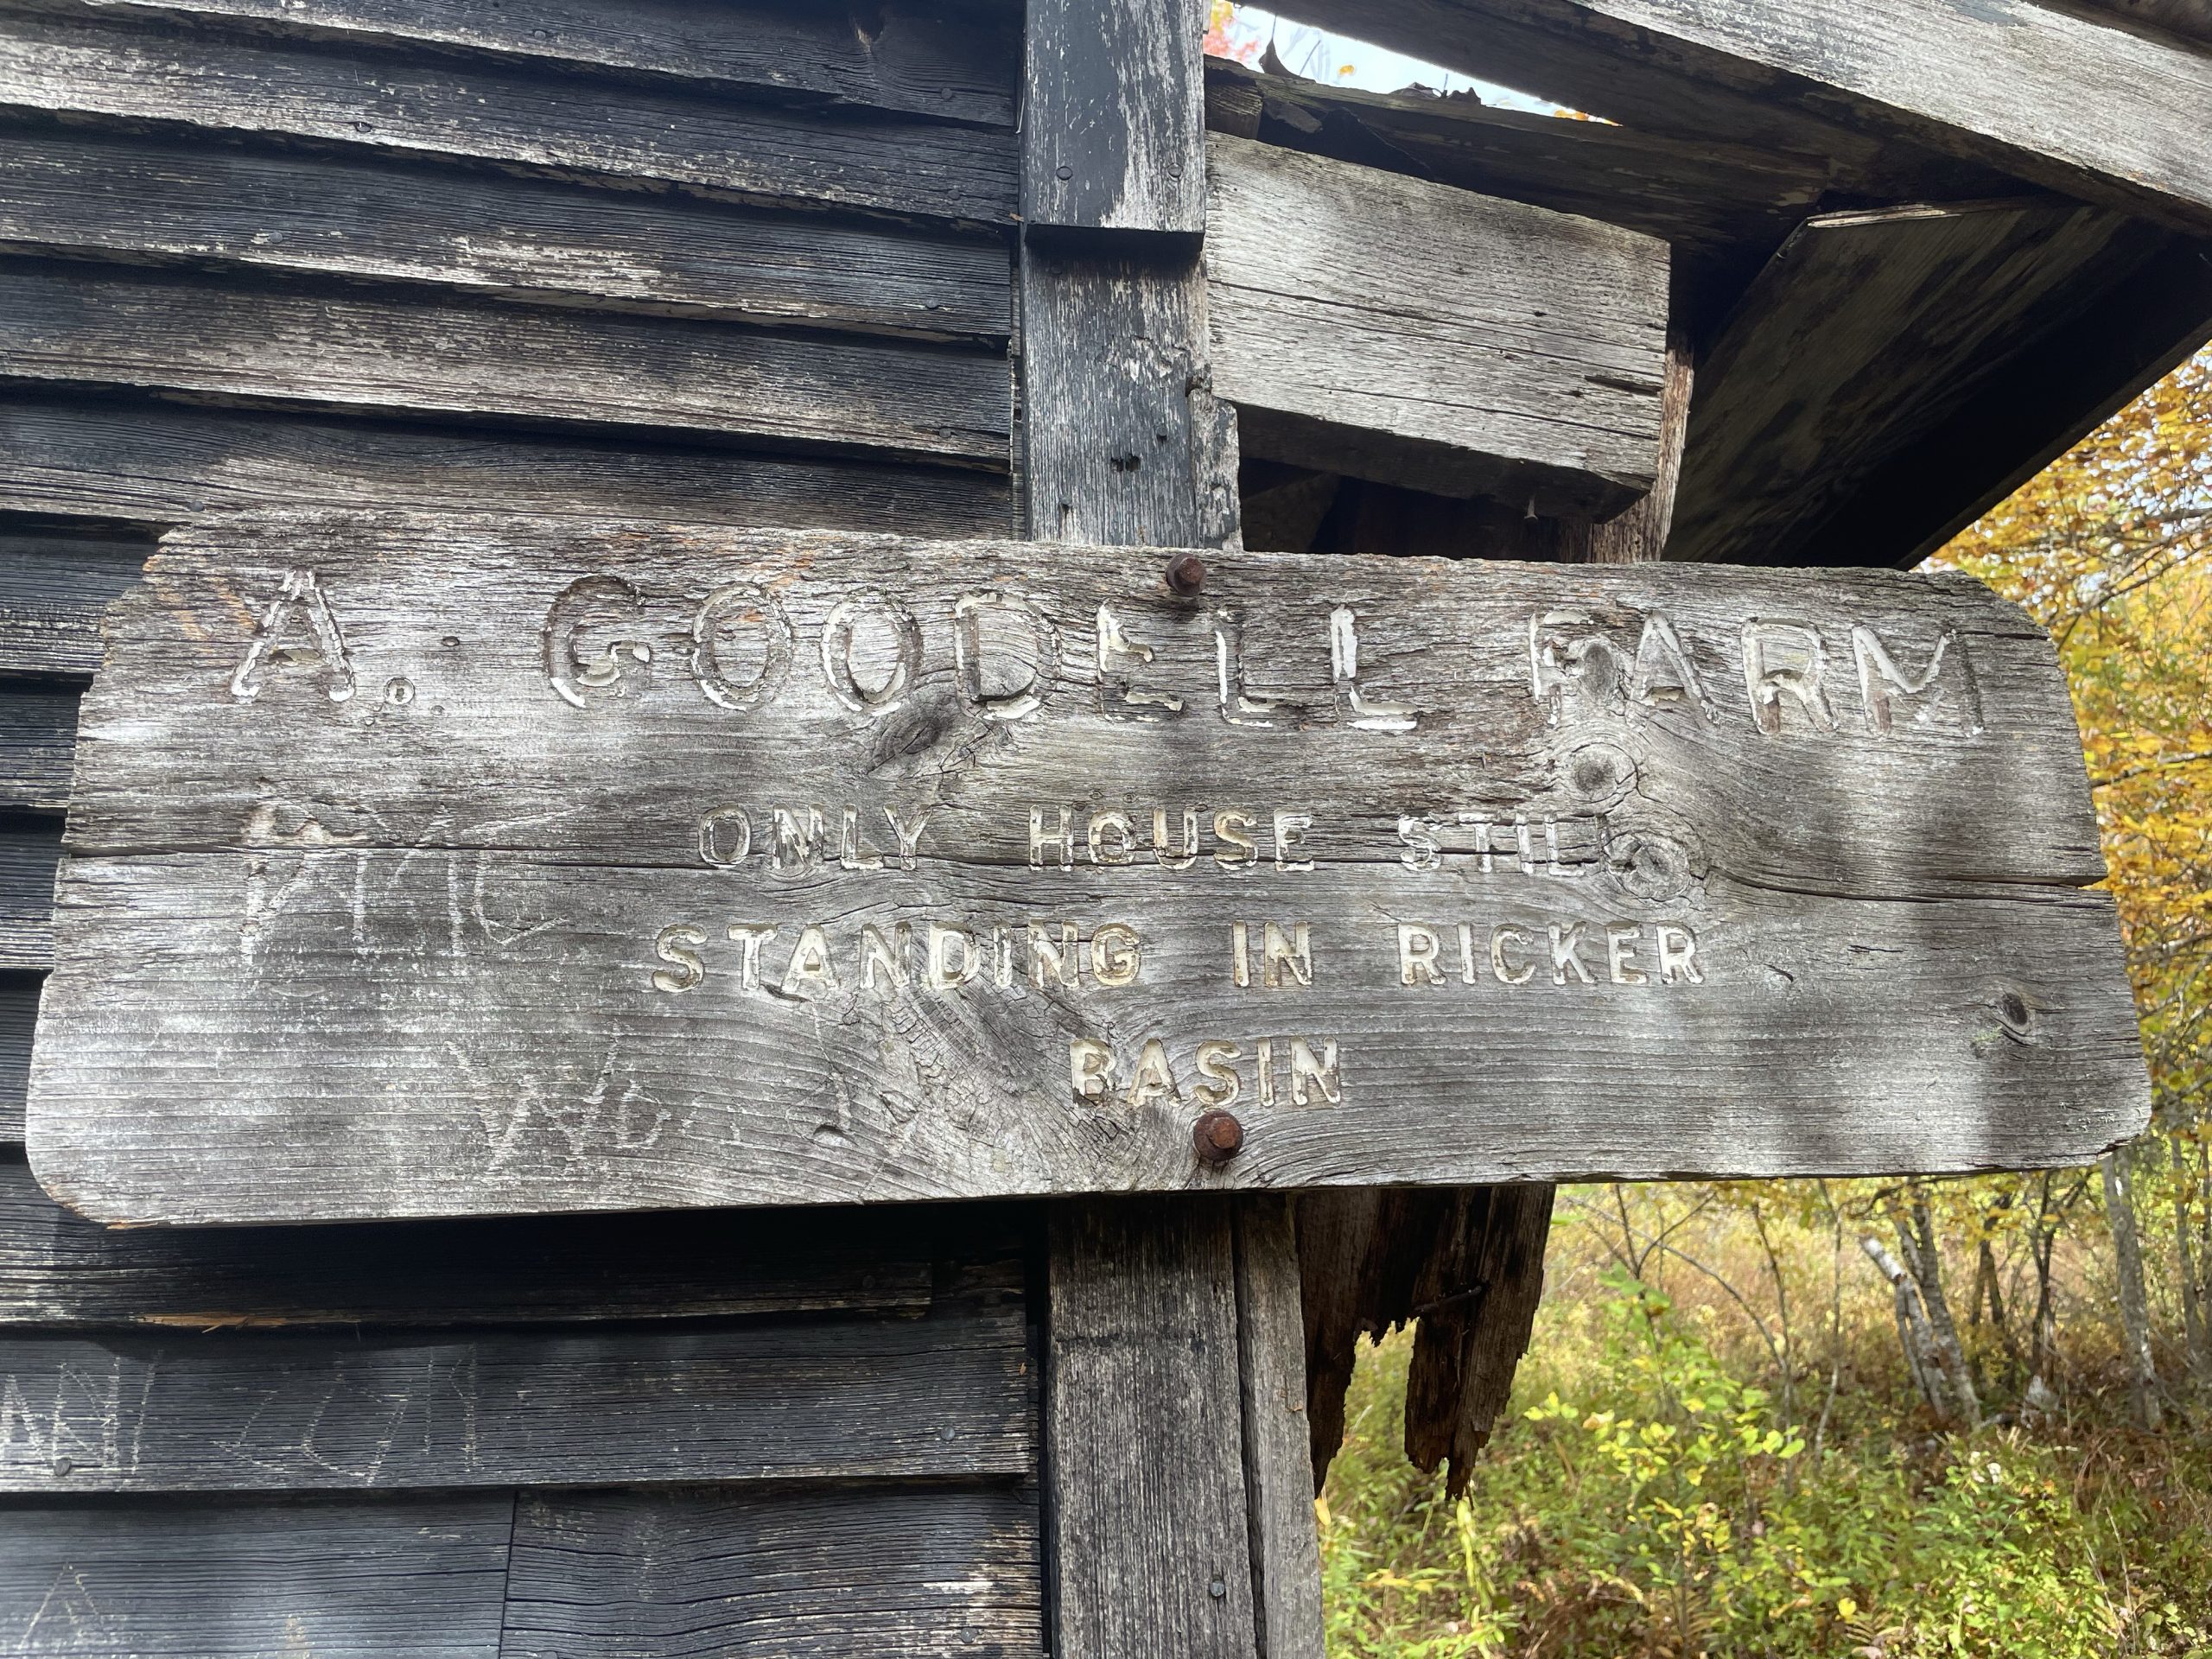 A. GOODELL FARM
ONLY HOUSE STILL
STANDING IN RICKER
BASIN